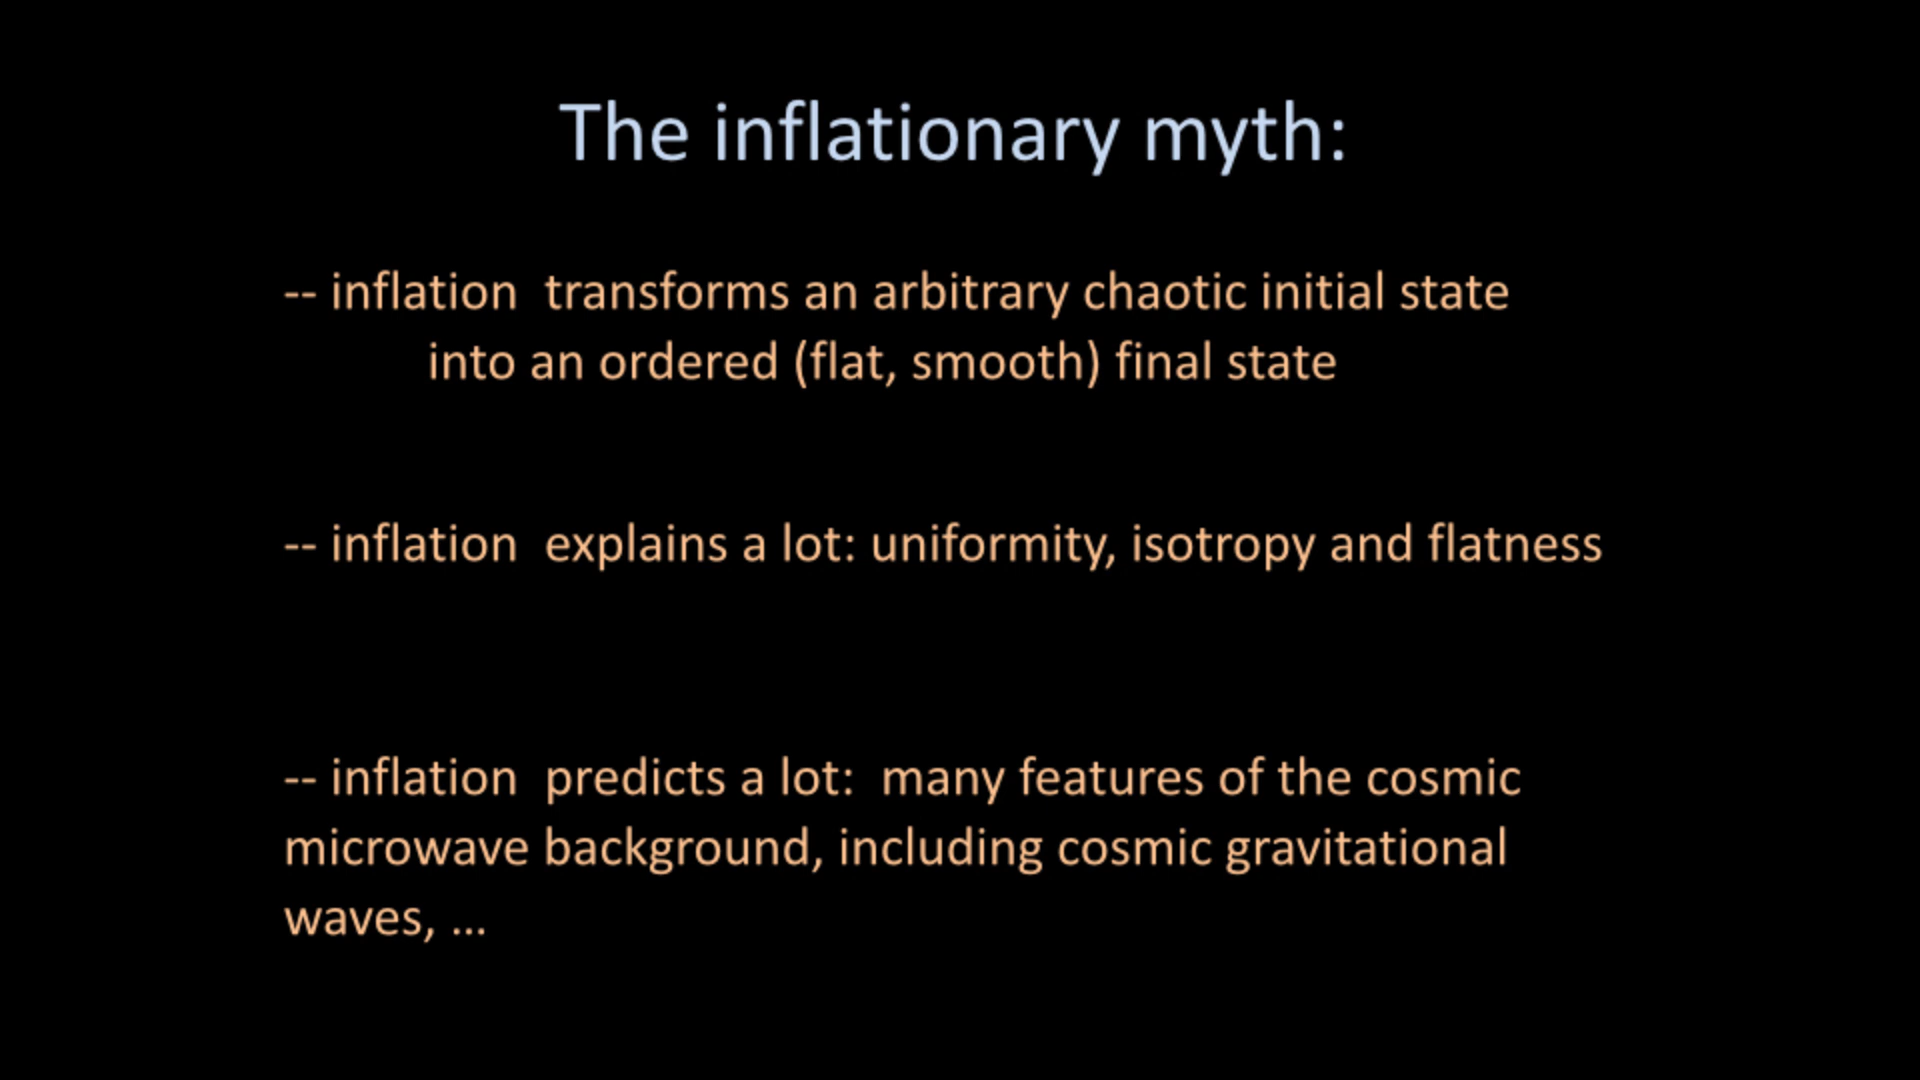 The inflationary myth:
-- inflation  transforms an arbitrary chaotic initial state
into an ordered (flat, smooth) final state
-- inflation  explains a lot: uniformity, isotropy and flatness
-- inflation  predicts a lot:  many features of the cosmic
microwave background, including cosmic gravitational
waves, ...